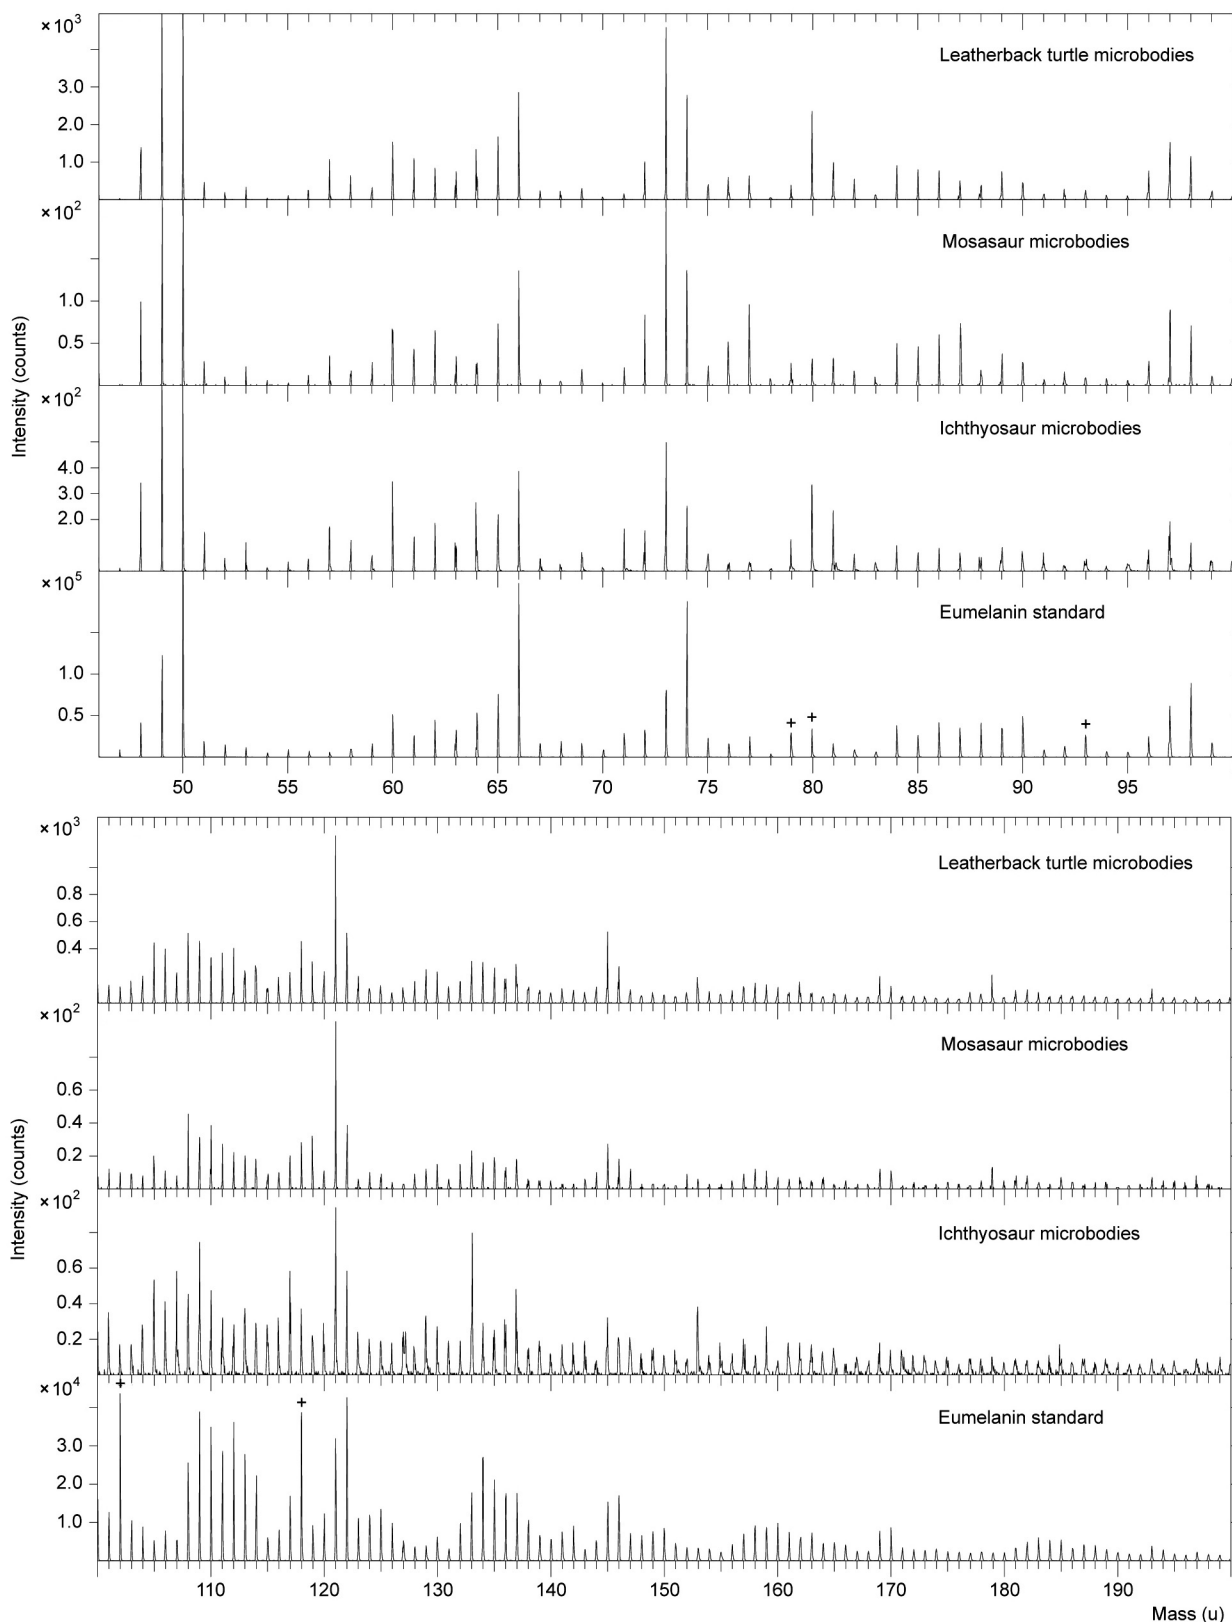 × 10³
Leatherback turtle microbodies
3.0
2.0
1.0
× 10²
Mosasaur microbodies
1.0
0.5
× 10²
Ichthyosaur microbodies
4.0
3.0
2.0
× 10⁵
Eumelanin standard
1.0
0.5
+ + +
50 55 60 65 70 75 80 85 90 95
Intensity (counts)
× 10³
Leatherback turtle microbodies
0.8
0.6
0.4
× 10²
Mosasaur microbodies
0.6
0.4
0.2
× 10²
Ichthyosaur microbodies
0.6
0.4
0.2
× 10⁴
+ +
Eumelanin standard
3.0
2.0
1.0
110 120 130 140 150 160 170 180 190
Intensity (counts)
Mass (u)